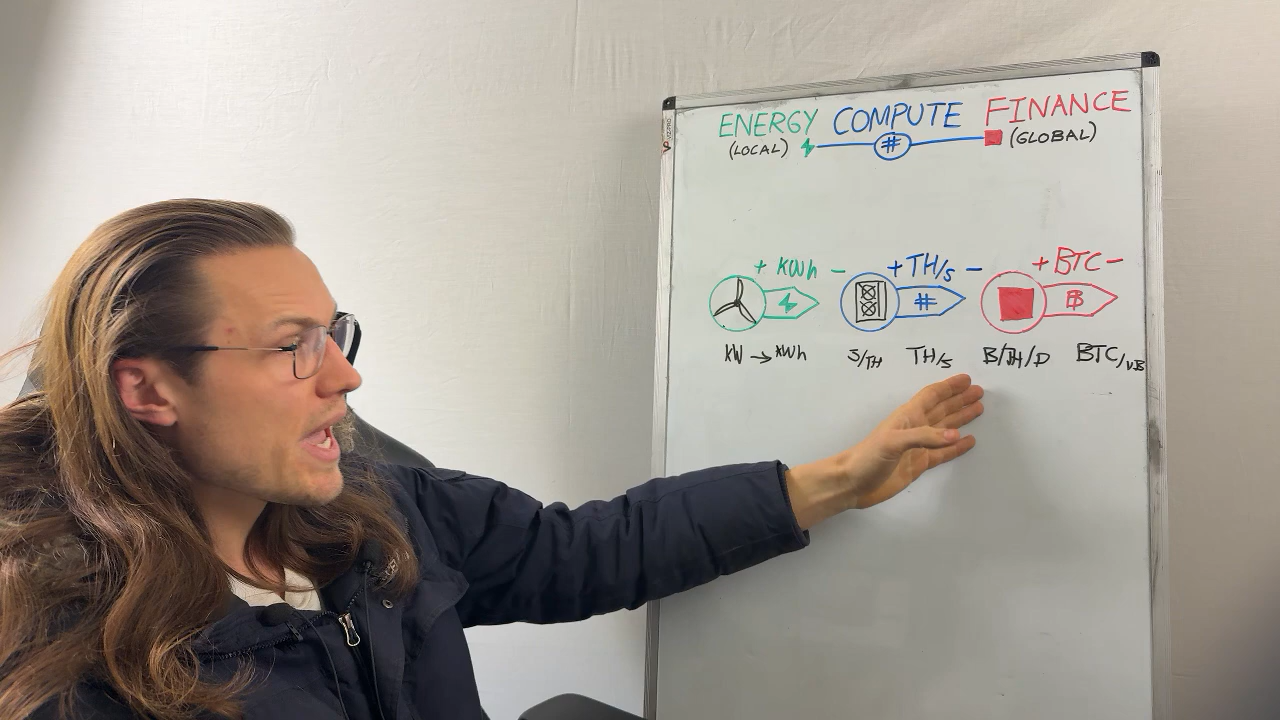 ENERGY COMPUTE FINANCE
(LOCAL) # (GLOBAL)
+ KWh - + TH/s - + BTC -
# B
KW → KWh S/TH TH/s B/TH/D BTC/vB